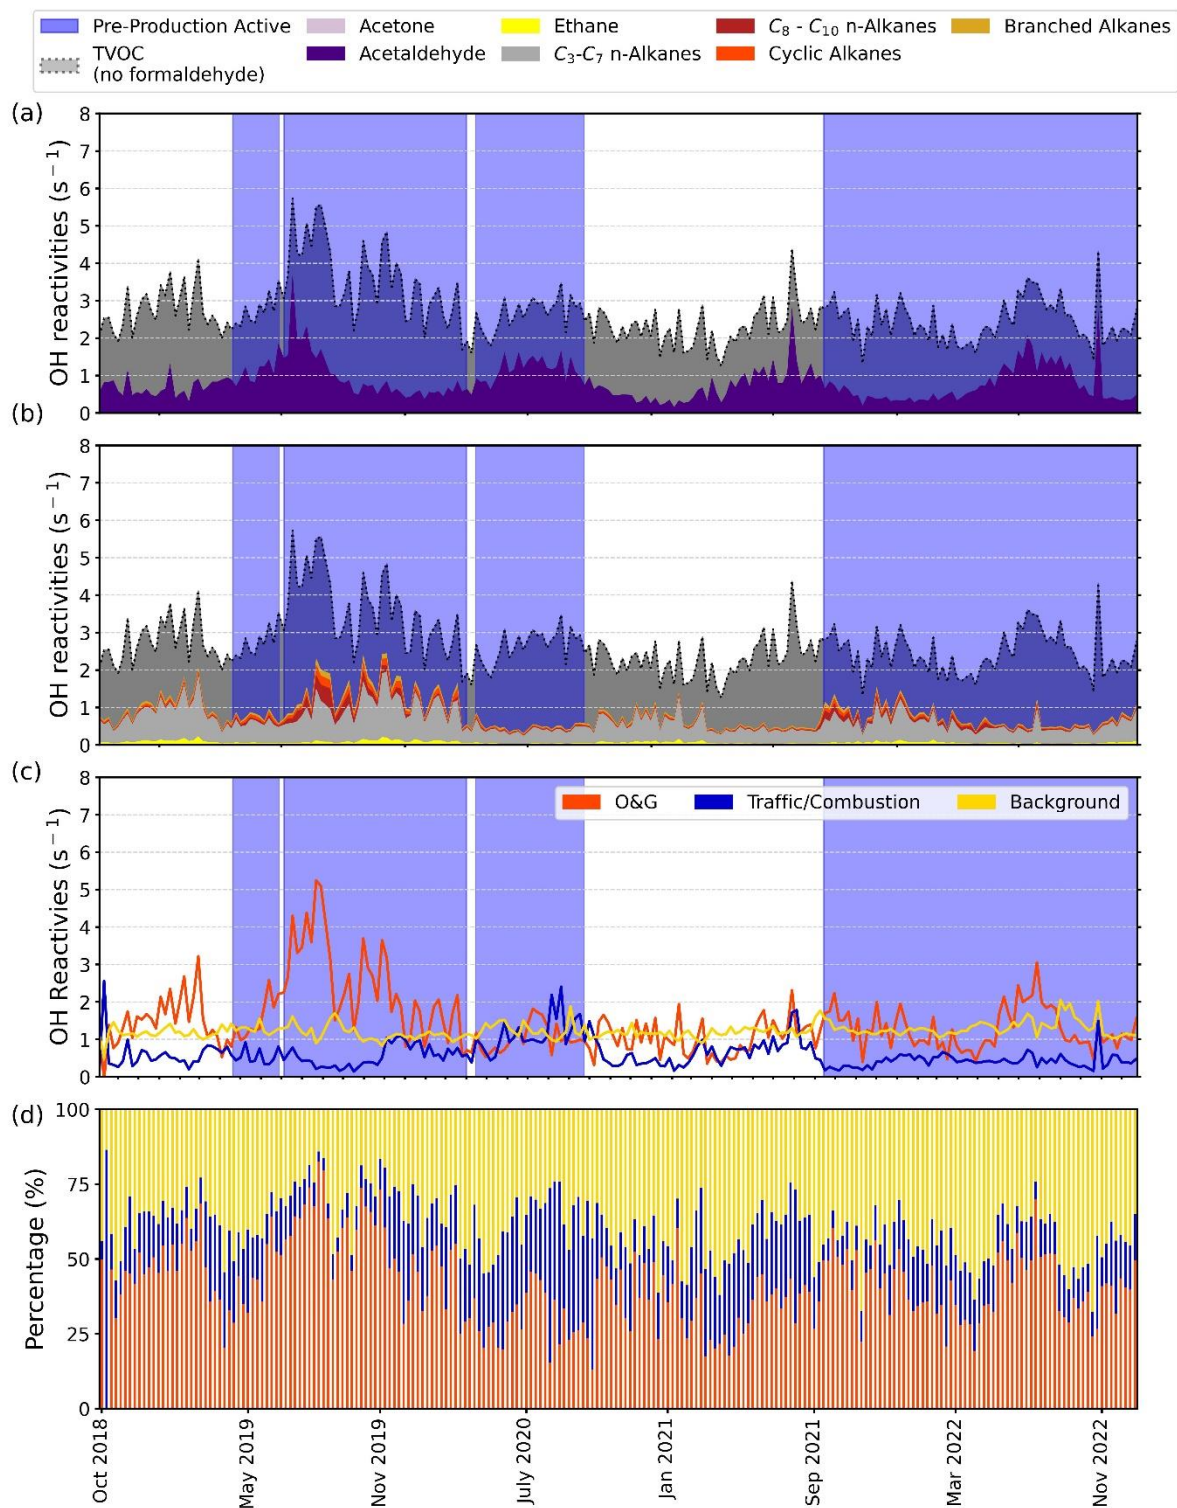 Pre-Production Active
TVOC
(no formaldehyde)
Acetone
Acetaldehyde
Ethane
C3-C7 n-Alkanes
C8 - C10 n-Alkanes
Cyclic Alkanes
Branched Alkanes
(a)
OH reactivities (s−1)
8
7
6
5
4
3
2
1
0
(b)
OH reactivities (s−1)
8
7
6
5
4
3
2
1
0
(c)
OH Reactivies (s−1)
8
7
6
5
4
3
2
1
0
O&G
Traffic/Combustion
Background
(d)
Percentage (%)
100
75
50
25
0
Oct 2018
May 2019
Nov 2019
July 2020
Jan 2021
Sep 2021
Mar 2022
Nov 2022